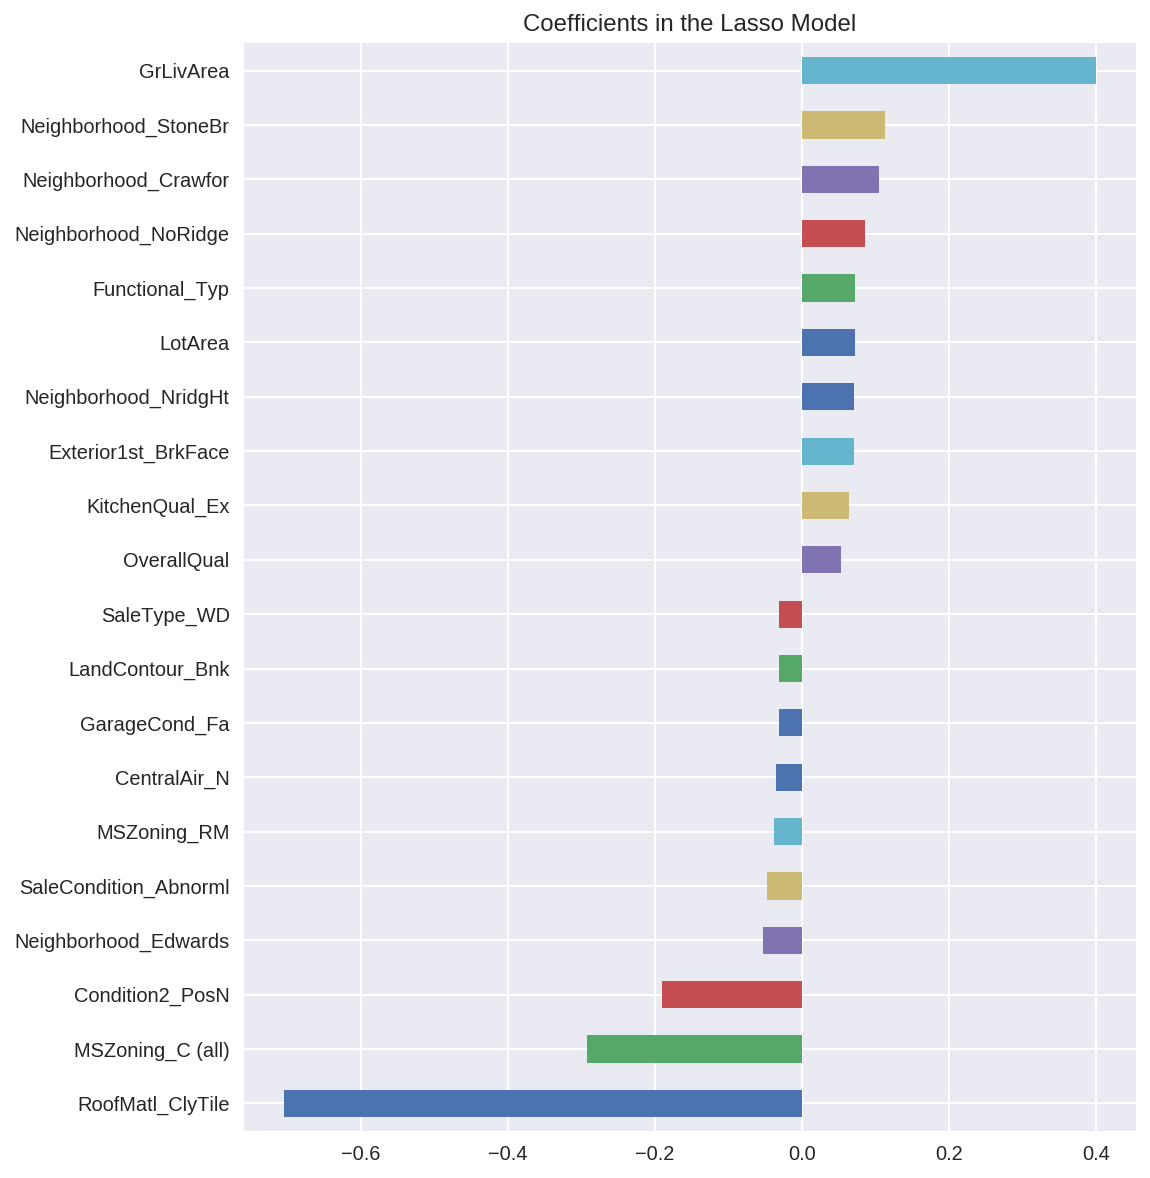 Coefficients in the Lasso Model
GrLivArea
Neighborhood_StoneBr
Neighborhood_Crawfor
Neighborhood_NoRidge
Functional_Typ
LotArea
Neighborhood_NridgHt
Exterior1st_BrkFace
KitchenQual_Ex
OverallQual
SaleType_WD
LandContour_Bnk
GarageCond_Fa
CentralAir_N
MSZoning_RM
SaleCondition_Abnorml
Neighborhood_Edwards
Condition2_PosN
MSZoning_C (all)
RoofMatl_ClyTile
−0.6 −0.4 −0.2 0.0 0.2 0.4